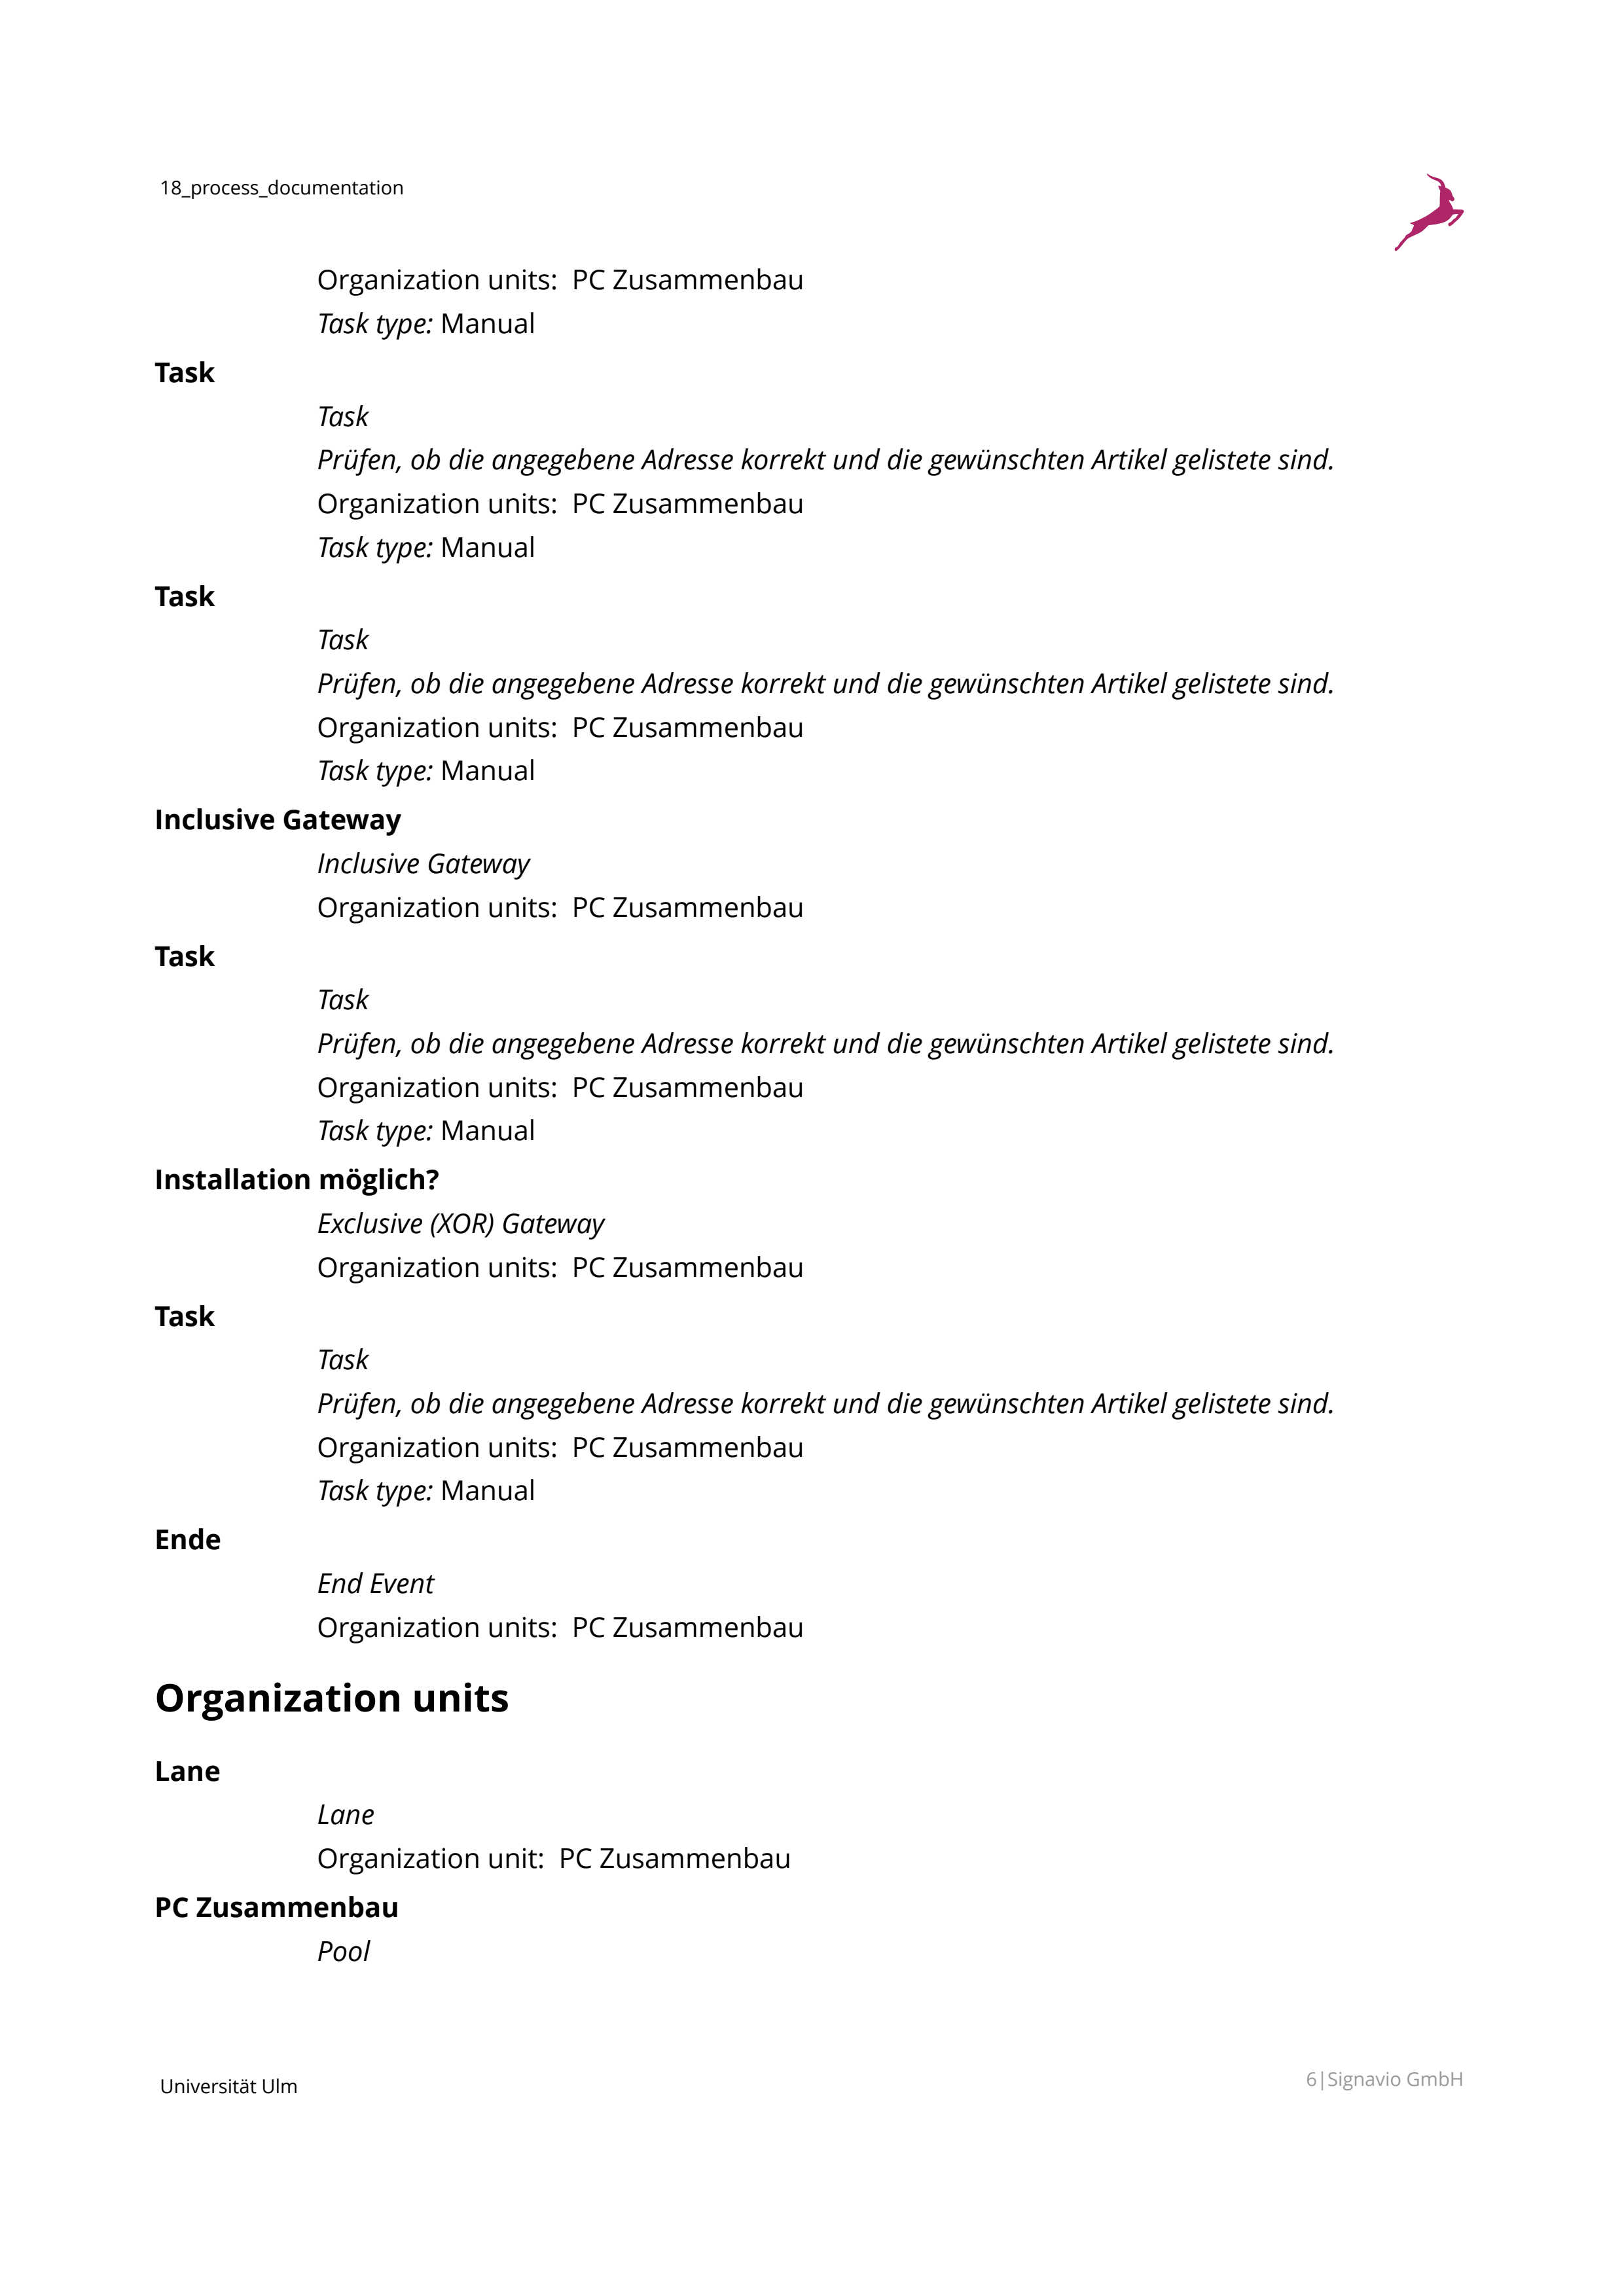 18_process_documentation
Organization units:  PC Zusammenbau
Task type: Manual
Task
Task
Prüfen, ob die angegebene Adresse korrekt und die gewünschten Artikel gelistete sind.
Organization units:  PC Zusammenbau
Task type: Manual
Task
Task
Prüfen, ob die angegebene Adresse korrekt und die gewünschten Artikel gelistete sind.
Organization units:  PC Zusammenbau
Task type: Manual
Inclusive Gateway
Inclusive Gateway
Organization units:  PC Zusammenbau
Task
Task
Prüfen, ob die angegebene Adresse korrekt und die gewünschten Artikel gelistete sind.
Organization units:  PC Zusammenbau
Task type: Manual
Installation möglich?
Exclusive (XOR) Gateway
Organization units:  PC Zusammenbau
Task
Task
Prüfen, ob die angegebene Adresse korrekt und die gewünschten Artikel gelistete sind.
Organization units:  PC Zusammenbau
Task type: Manual
Ende
End Event
Organization units:  PC Zusammenbau
Organization units
Lane
Lane
Organization unit:  PC Zusammenbau
PC Zusammenbau
Pool
Universität Ulm
6|Signavio GmbH